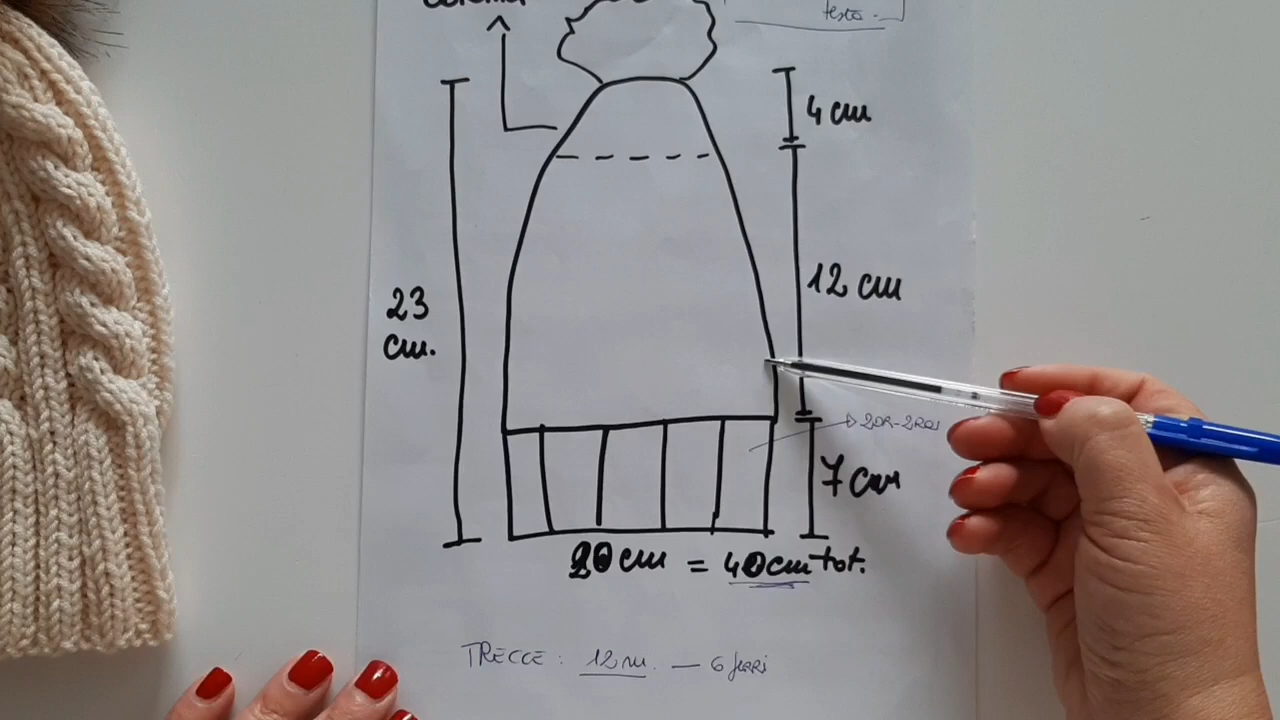 testa.
4 cm
12 cm
23
cm.
2DR-2ROV
7 cm
20 cm = 40 cm tot.
TRECCE: 12 m. — 6 ferri